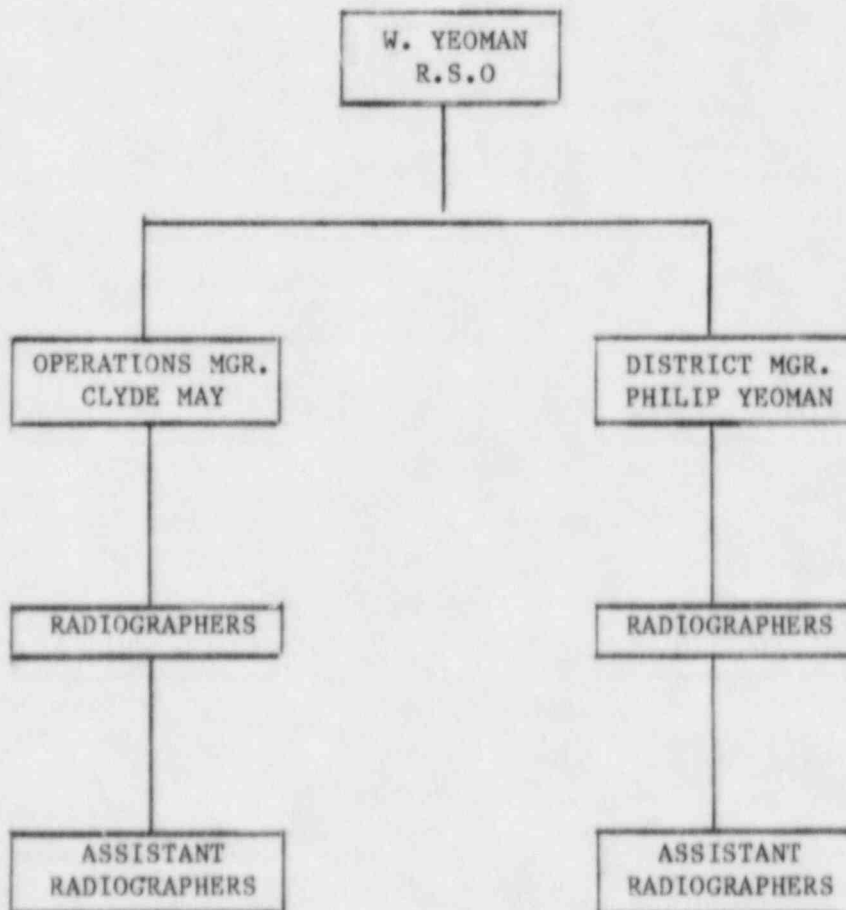 W. YEOMAN
R.S.O
OPERATIONS MGR.
CLYDE MAY
DISTRICT MGR.
PHILIP YEOMAN
RADIOGRAPHERS
RADIOGRAPHERS
ASSISTANT
RADIOGRAPHERS
ASSISTANT
RADIOGRAPHERS